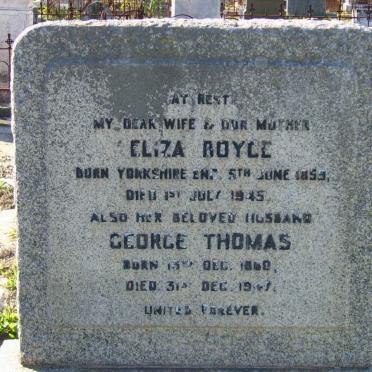 AT REST
MY DEAR WIFE & OUR MOTHER
ELIZA ROYCE
BORN YORKSHIRE ENG. 5TH JUNE 1859,
DIED 1ST JULY 1945.
ALSO HER BELOVED HUSBAND
GEORGE THOMAS
BORN DEC. 1860,
DIED 31ST DEC. 1947.
UNITED FOREVER.